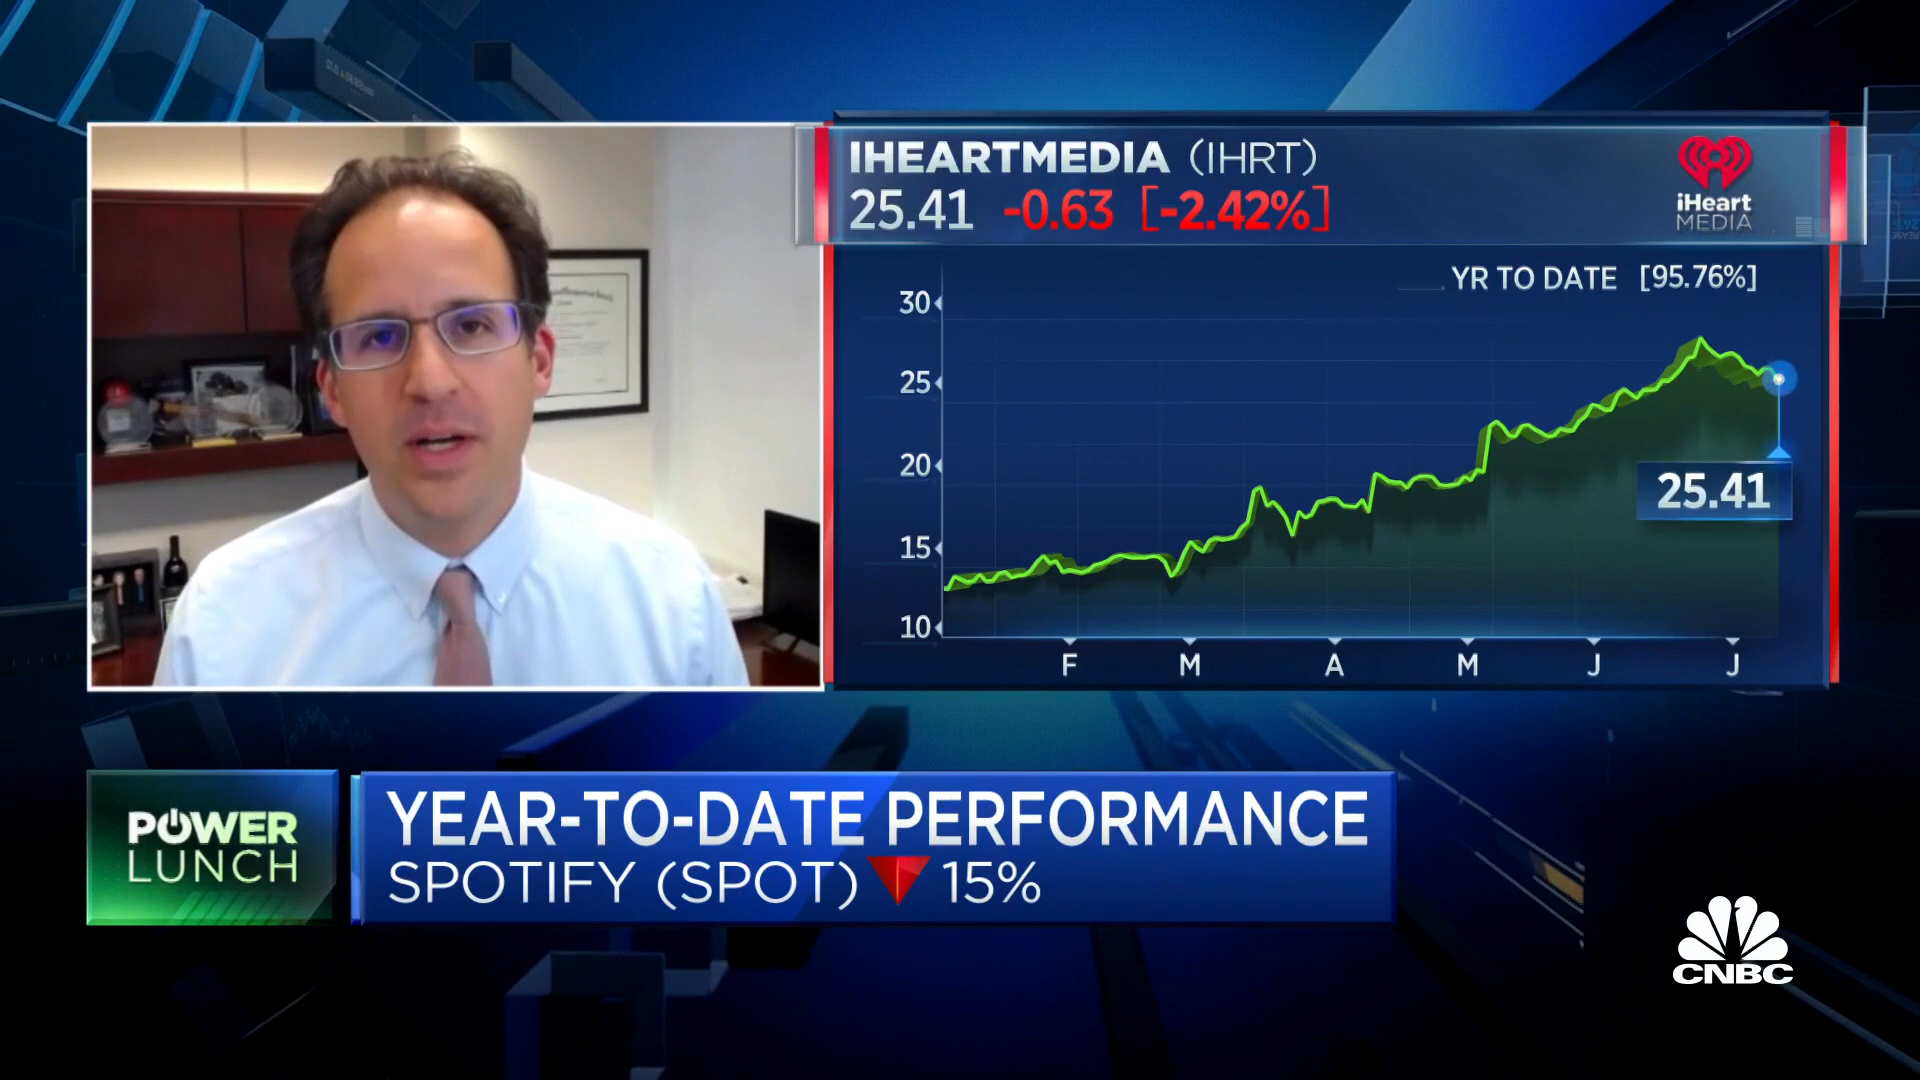 IHEARTMEDIA (IHRT)
25.41 -0.63 [-2.42%]
iHeart
MEDIA
YR TO DATE [95.76%]
30
25
20
15
10
25.41
F M A M J J
POWER
LUNCH
YEAR-TO-DATE PERFORMANCE
SPOTIFY (SPOT) ▼ 15%
CNBC